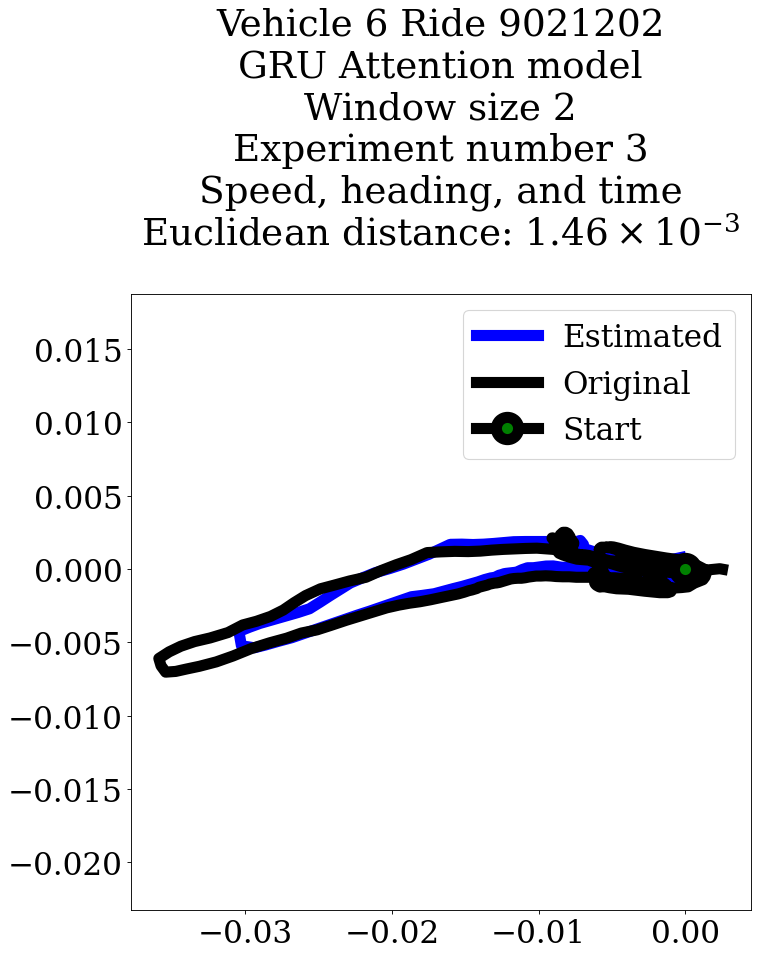 Vehicle 6 Ride 9021202
GRU Attention model
Window size 2
Experiment number 3
Speed, heading, and time
Euclidean distance: 1.46 × 10⁻³
Estimated
Original
Start
0.015
0.010
0.005
0.000
−0.005
−0.010
−0.015
−0.020
−0.03 −0.02 −0.01 0.00